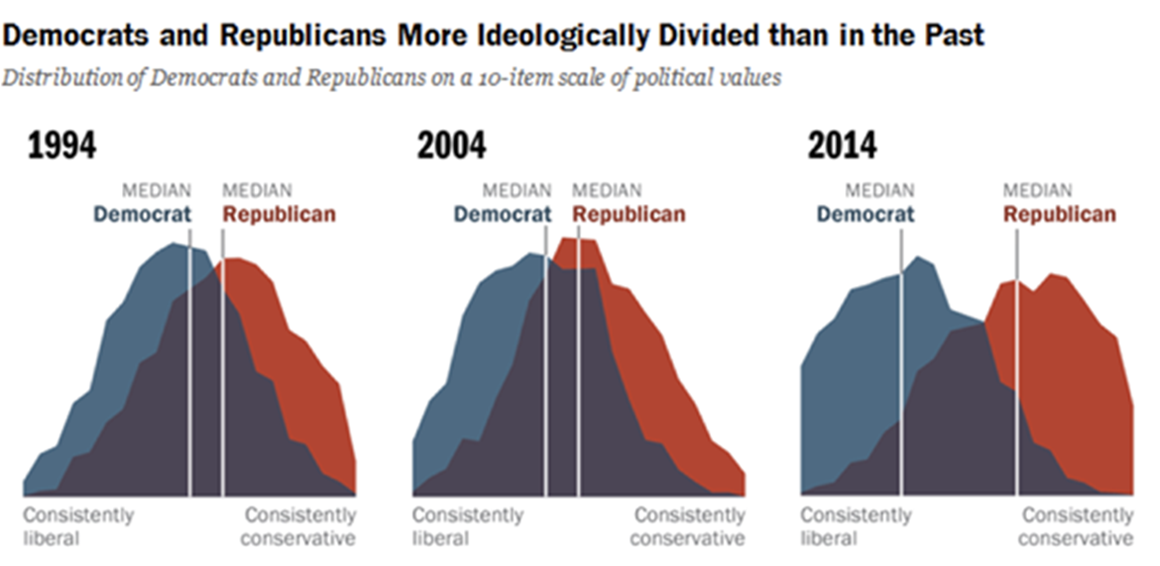 Democrats and Republicans More Ideologically Divided than in the Past
Distribution of Democrats and Republicans on a 10-item scale of political values
1994
MEDIAN
Democrat
MEDIAN
Republican
Consistently
liberal
Consistently
conservative
2004
MEDIAN
Democrat
MEDIAN
Republican
Consistently
liberal
Consistently
conservative
2014
MEDIAN
Democrat
MEDIAN
Republican
Consistently
liberal
Consistently
conservative